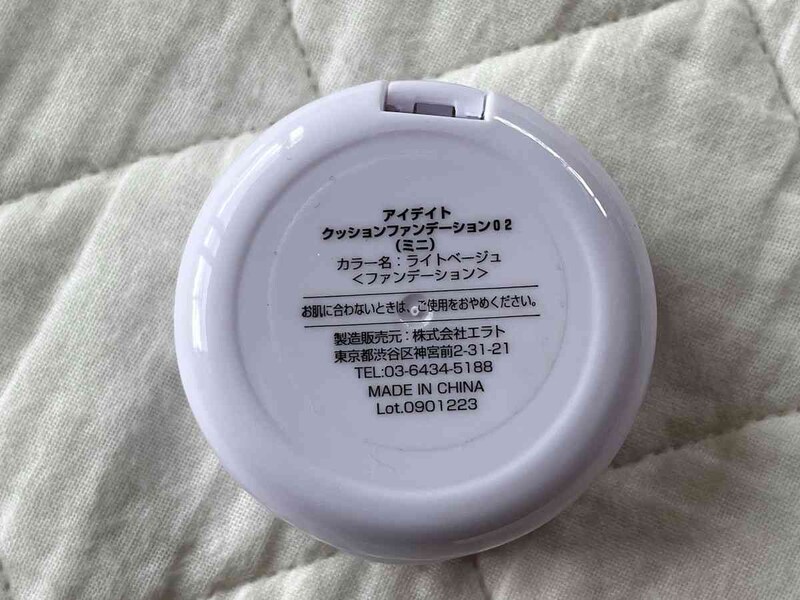 アイデイト
クッションファンデーション02
(ミニ)
カラー名：ライトベージュ
＜ファンデーション＞
お肌に合わないときは、ご使用をおやめください。
製造販売元：株式会社エラト
東京都渋谷区神宮前2-31-21
TEL:03-6434-5188
MADE IN CHINA
Lot.0901223